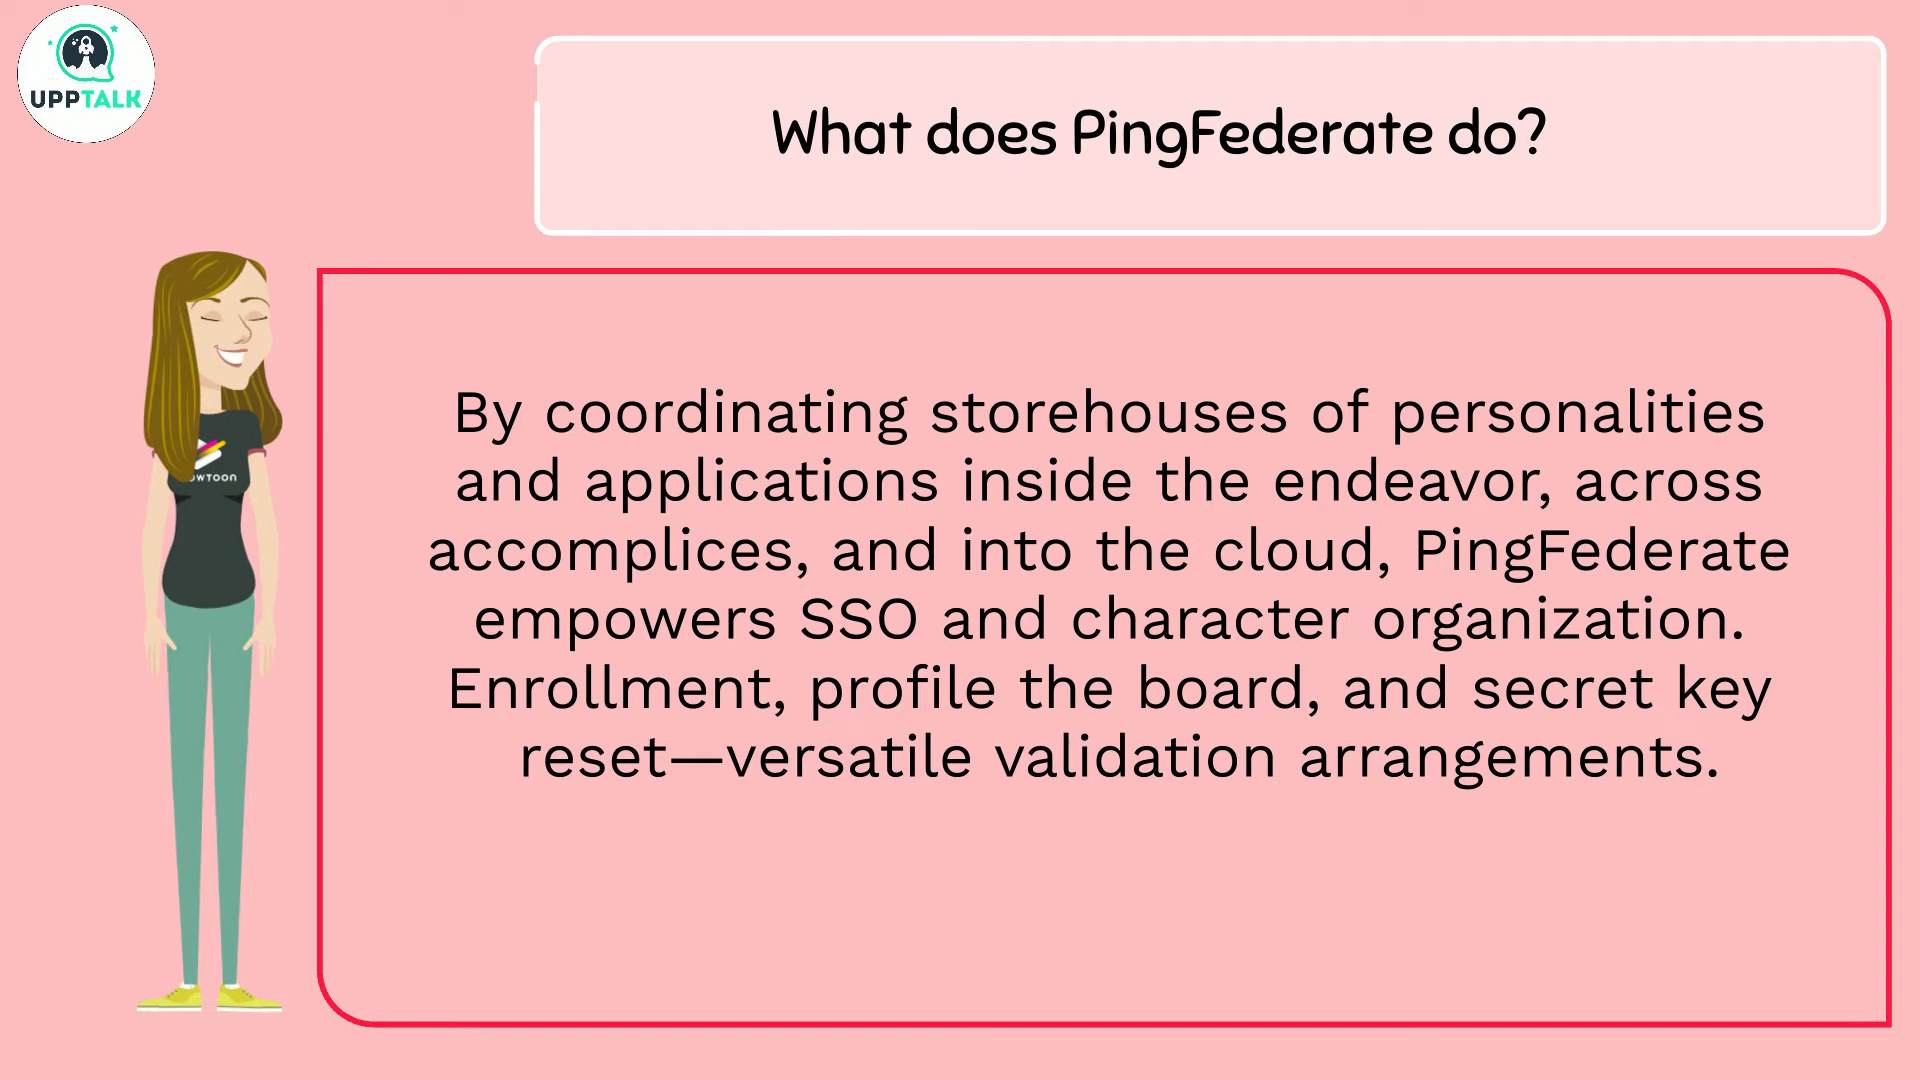 UPPTALK
What does PingFederate do?
By coordinating storehouses of personalities
and applications inside the endeavor, across
accomplices, and into the cloud, PingFederate
empowers SSO and character organization.
Enrollment, profile the board, and secret key
reset—versatile validation arrangements.
OWTOON